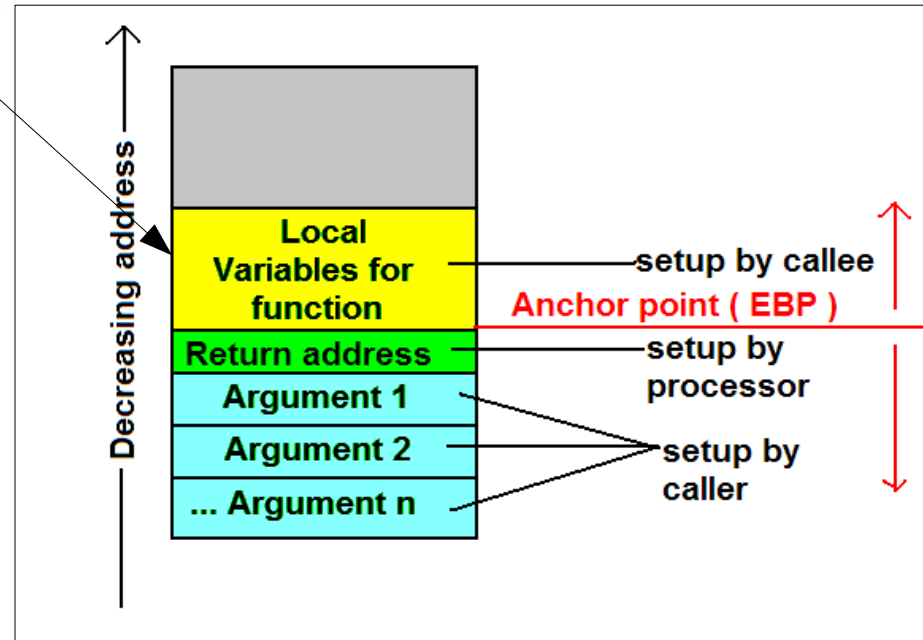 Decreasing address
Local
Variables for
function
setup by callee
Anchor point ( EBP )
Return address
setup by
processor
Argument 1
Argument 2
setup by
caller
... Argument n